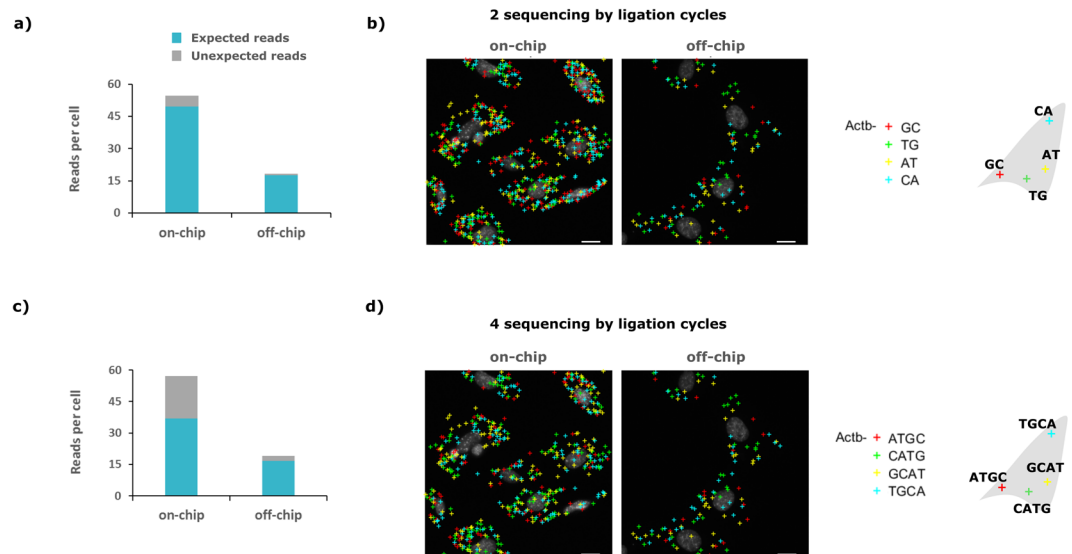 a)
Expected reads
Unexpected reads
60
45
30
15
0
Reads per cell
on-chip
off-chip
b)
2 sequencing by ligation cycles
on-chip
off-chip
Actb- + GC
+ TG
+ AT
+ CA
CA
AT
GC
TG
c)
60
45
30
15
0
Reads per cell
on-chip
off-chip
d)
4 sequencing by ligation cycles
on-chip
off-chip
Actb- + ATGC
+ CATG
+ GCAT
+ TGCA
TGCA
GCAT
ATGC
CATG